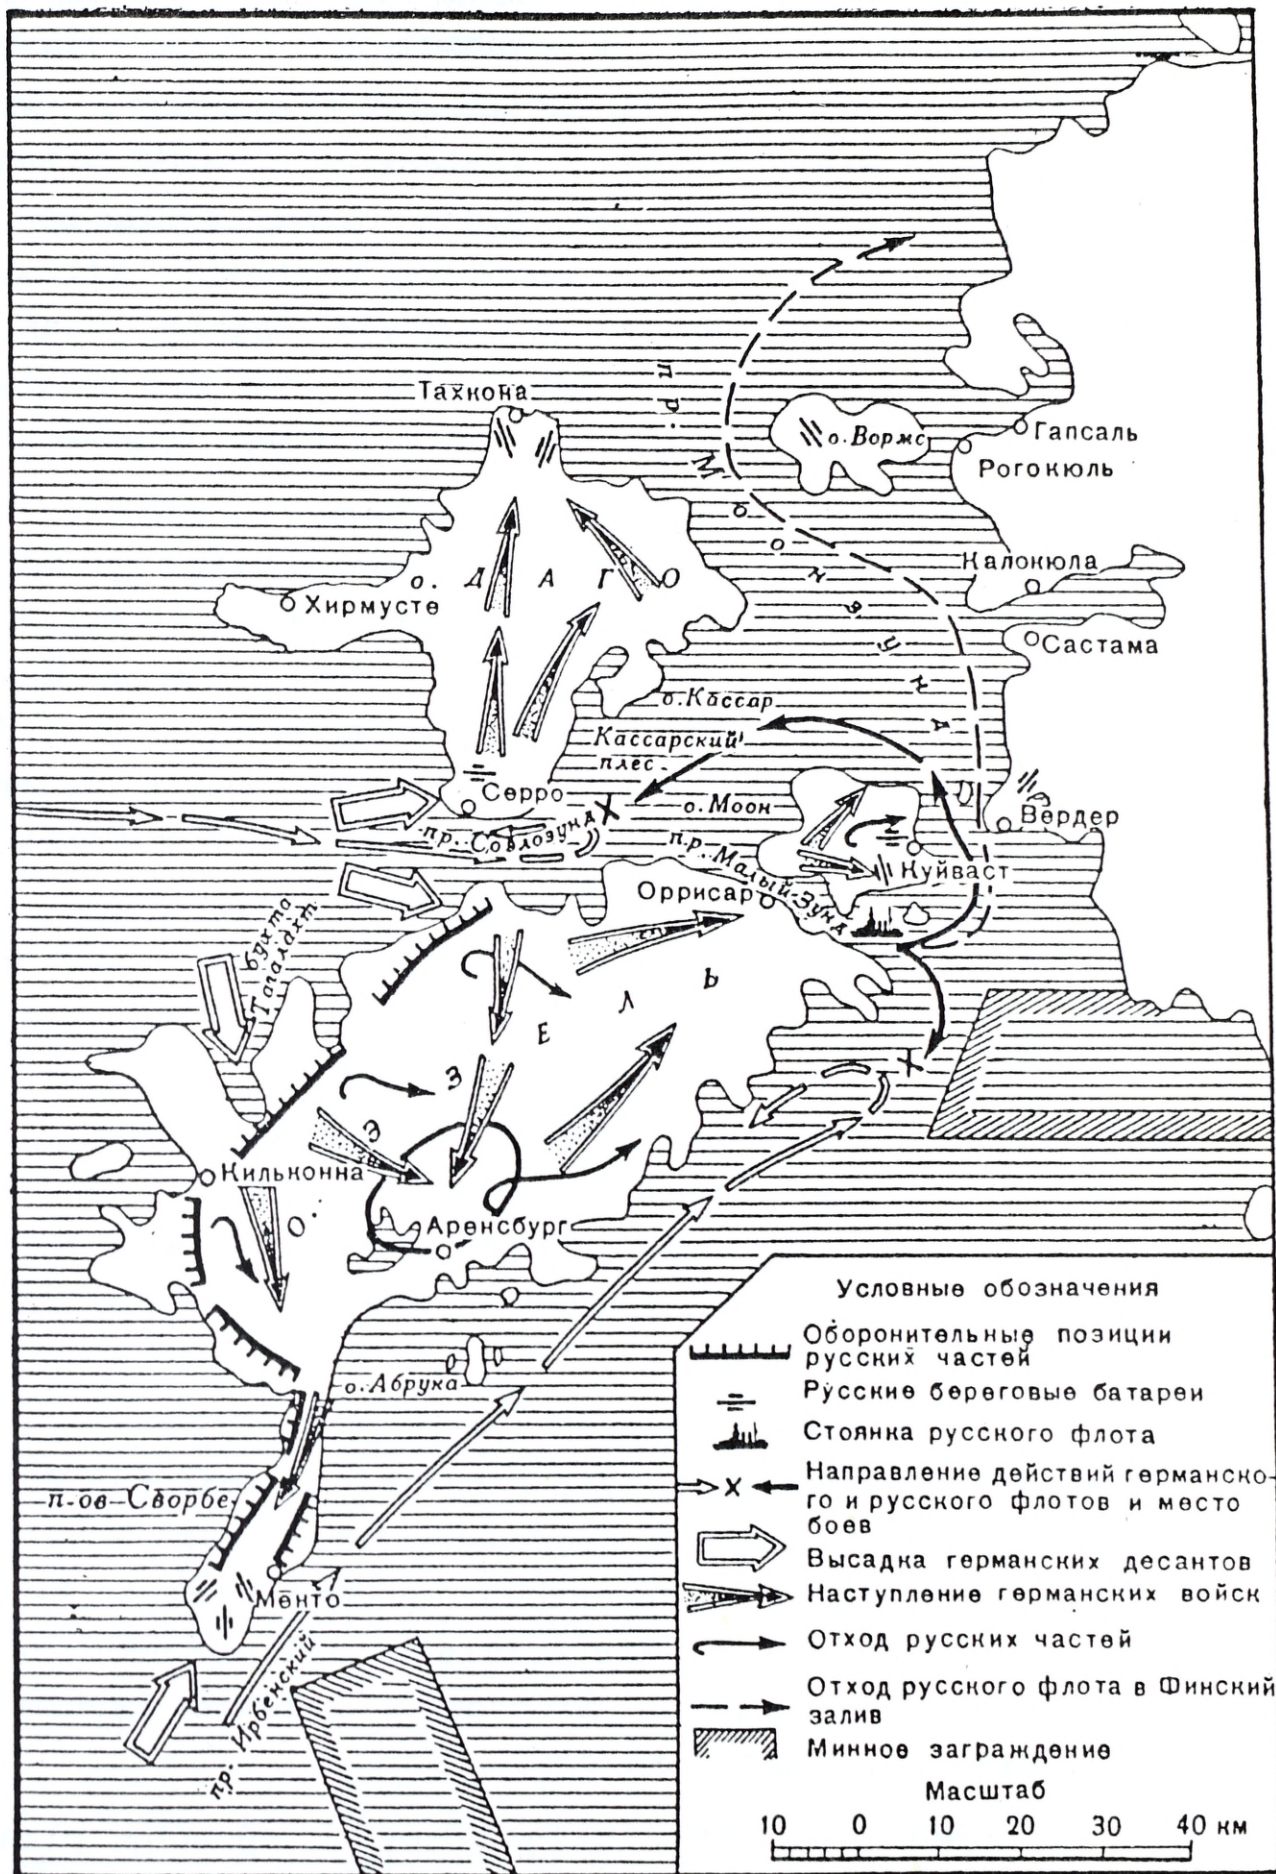 Тахкона
пр. Моонзунд
о. Вормс
Гапсаль
Рогокюль
о. ДАГО
Калокюла
Хирмусте
Састама
о. Кассар
Кассарский
плес
Серро
о. Моон
Вердер
пр. Соэлозунд
пр. Малый Зунд
Куйваст
Оррисар
бухта
Тагалахт
о. ЭЗЕЛЬ
Кильконна
Аренсбург
о. Абрука
п-ов Сворбе
Менто
пр. Ирбенский
Условные обозначения
Оборонительные позиции
русских частей
Русские береговые батареи
Стоянка русского флота
Направление действий германско-
го и русского флотов и место
боев
Высадка германских десантов
Наступление германских войск
Отход русских частей
Отход русского флота в Финский
залив
Минное заграждение
Масштаб
10 0 10 20 30 40 км